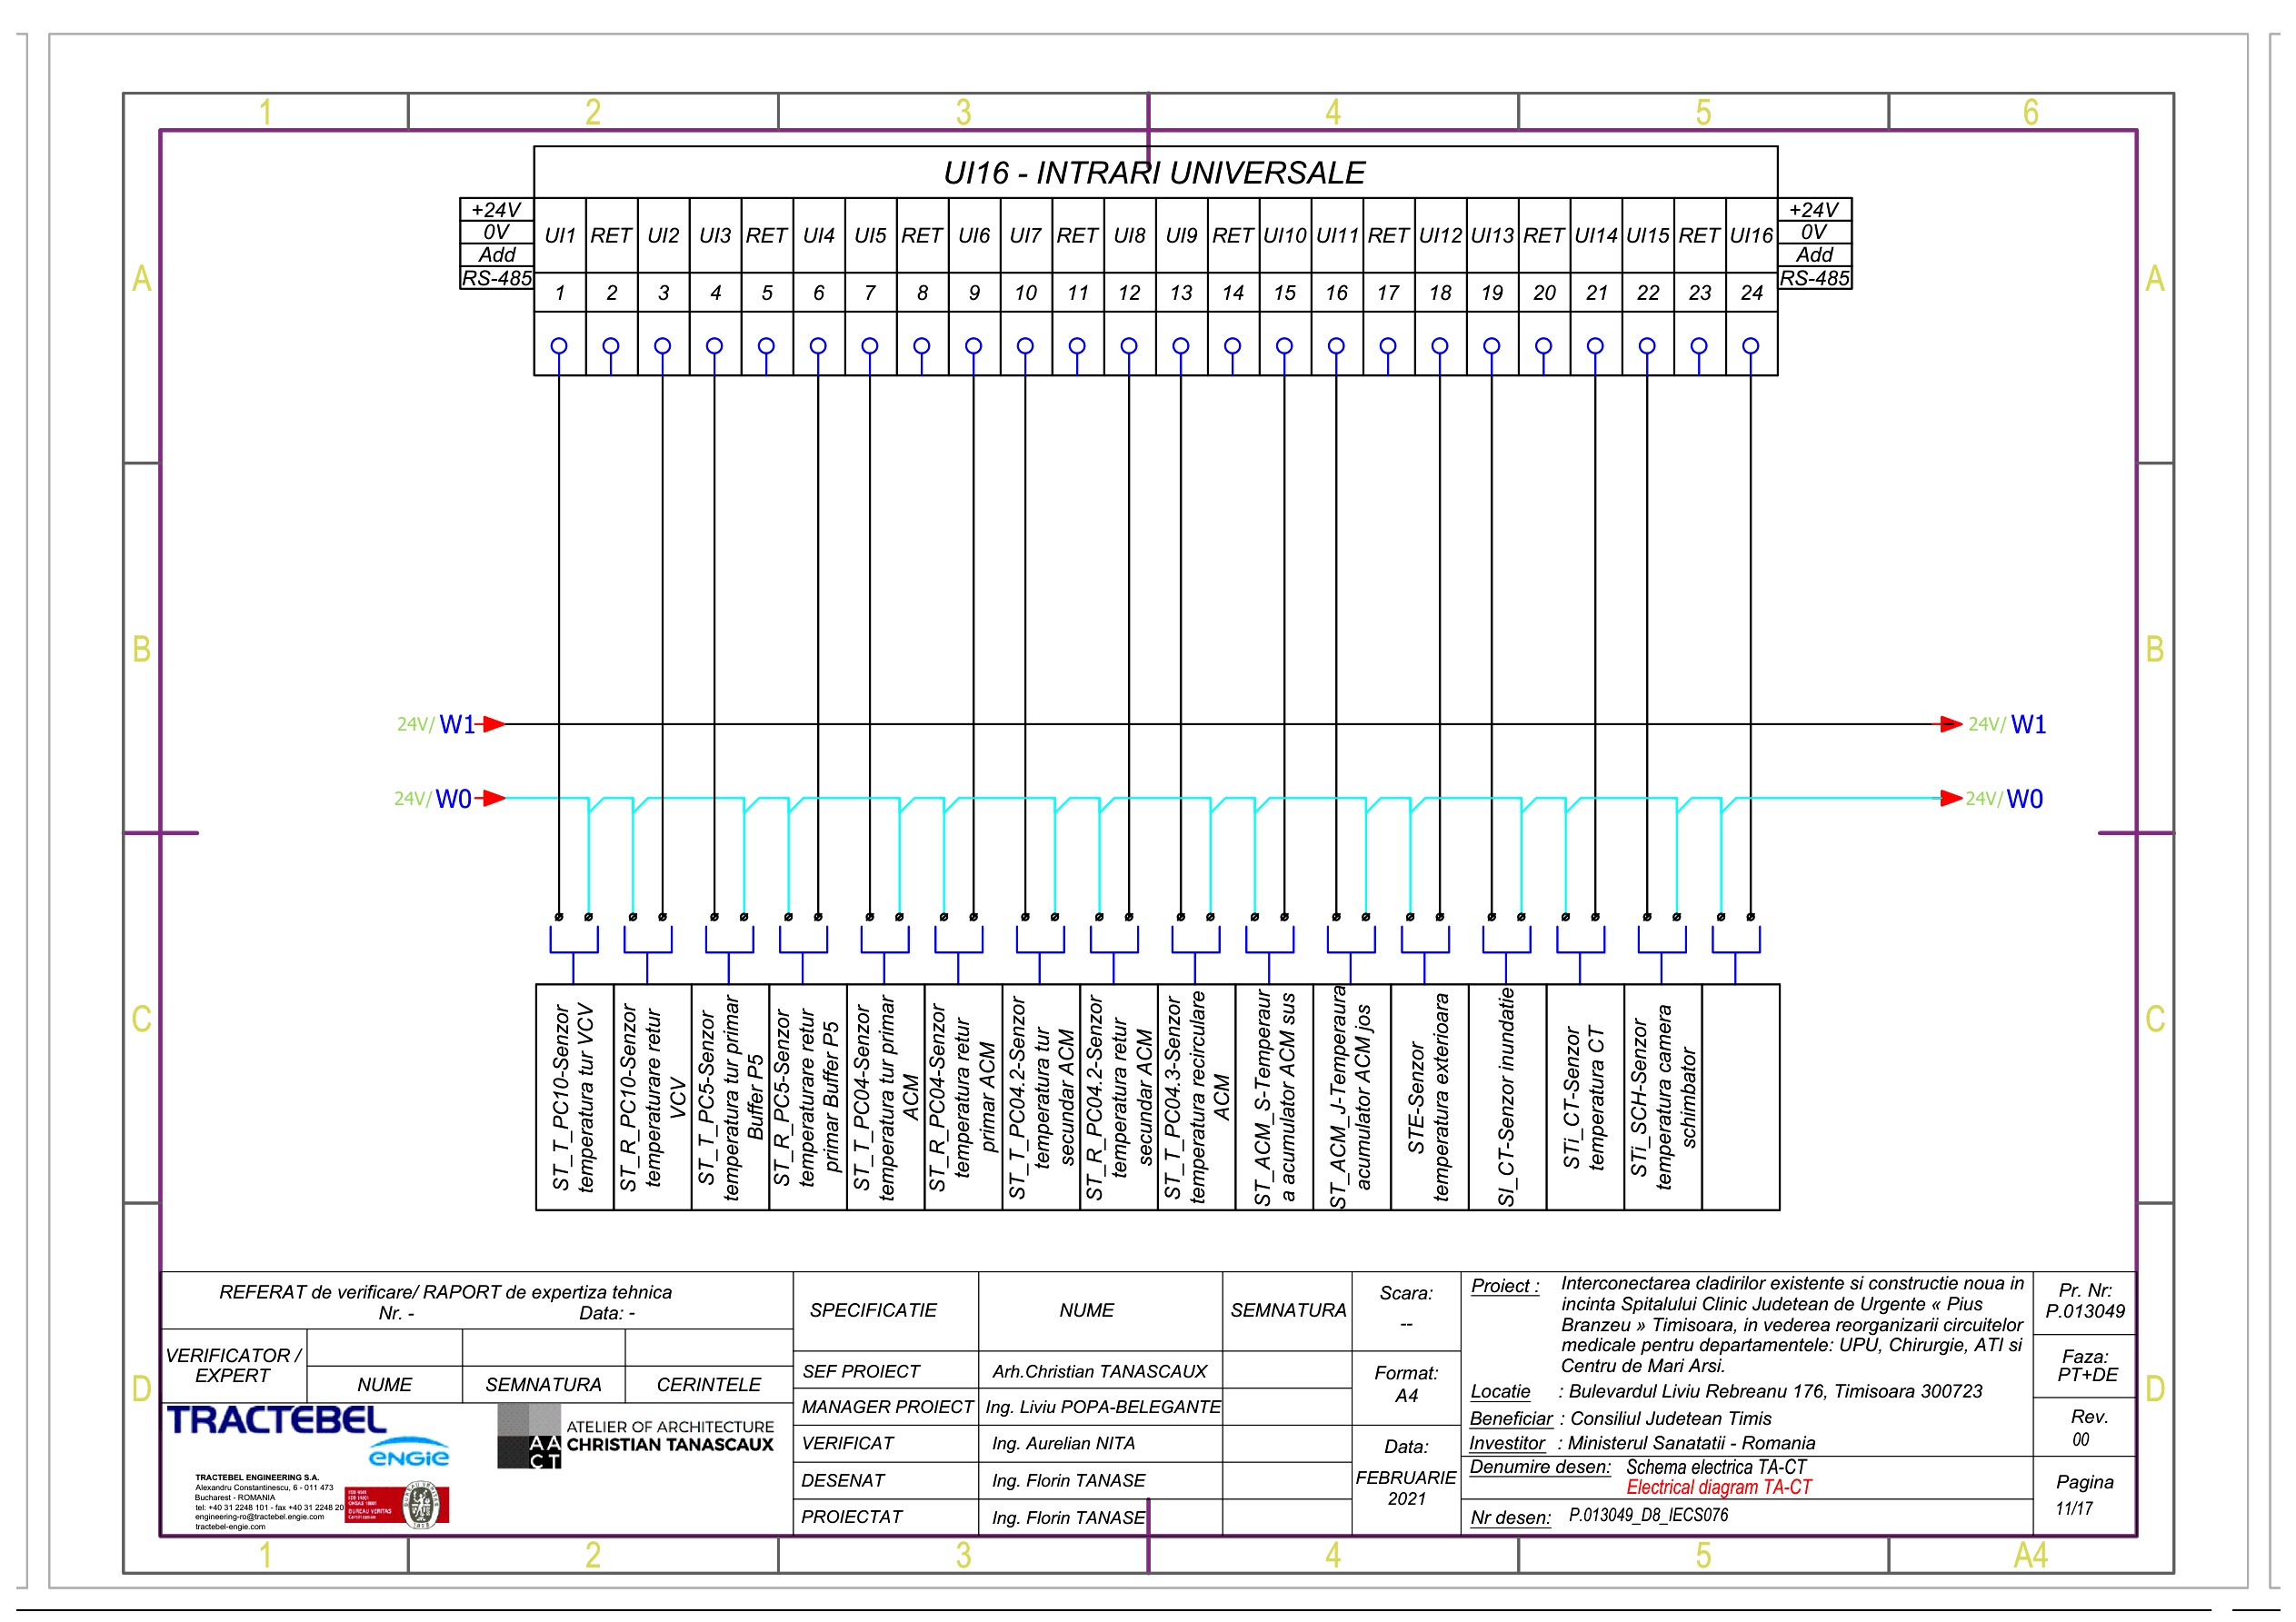 1 2 3 4 5 6
UI16 - INTRARI UNIVERSALE
+24V
0V
Add
RS-485
UI1 RET UI2 UI3 RET UI4 UI5 RET UI6 UI7 RET UI8 UI9 RET UI10 UI11 RET UI12 UI13 RET UI14 UI15 RET UI16
1 2 3 4 5 6 7 8 9 10 11 12 13 14 15 16 17 18 19 20 21 22 23 24
+24V
0V
Add
RS-485
A A
B B
24V/ W1 24V/ W1
24V/ W0 24V/ W0
C C
ST_T_PC10-Senzor
temperatura tur VCV
ST_R_PC10-Senzor
temperaturare retur
VCV
ST_T_PC5-Senzor
temperatura tur primar
Buffer P5
ST_R_PC5-Senzor
temperaturare retur
primar Buffer P5
ST_T_PC04-Senzor
temperatura tur primar
ACM
ST_R_PC04-Senzor
temperatura retur
primar ACM
ST_T_PC04.2-Senzor
temperatura tur
secundar ACM
ST_R_PC04.2-Senzor
temperatura retur
secundar ACM
ST_T_PC04.3-Senzor
temperatura recirculare
ACM
ST_ACM_S-Temperaur
a acumulator ACM sus
ST_ACM_J-Temperaura
acumulator ACM jos
STE-Senzor
temperatura exterioara
SI_CT-Senzor inundatie
STi_CT-Senzor
temperatura CT
STi_SCH-Senzor
temperatura camera
schimbator
D D
REFERAT de verificare/ RAPORT de expertiza tehnica
Nr. - Data: -
VERIFICATOR /
EXPERT
NUME SEMNATURA CERINTELE
TRACTEBEL
ENGIE
AA
CT
ATELIER OF ARCHITECTURE
CHRISTIAN TANASCAUX
TRACTEBEL ENGINEERING S.A.
Alexandru Constantinescu, 6 - 011 473
Bucharest - ROMANIA
tel: +40 31 2248 101 - fax +40 31 2248 20
engineering-ro@tractebel.engie.com
tractebel-engie.com
BUREAU VERITAS
Certification
SPECIFICATIE NUME SEMNATURA
SEF PROIECT Arh.Christian TANASCAUX
MANAGER PROIECT Ing. Liviu POPA-BELEGANTE
VERIFICAT Ing. Aurelian NITA
DESENAT Ing. Florin TANASE
PROIECTAT Ing. Florin TANASE
Scara:
--
Format:
A4
Data:
FEBRUARIE
2021
Proiect : Interconectarea cladirilor existente si constructie noua in
incinta Spitalului Clinic Judetean de Urgente « Pius
Branzeu » Timisoara, in vederea reorganizarii circuitelor
medicale pentru departamentele: UPU, Chirurgie, ATI si
Centru de Mari Arsi.
Locatie : Bulevardul Liviu Rebreanu 176, Timisoara 300723
Beneficiar : Consiliul Judetean Timis
Investitor : Ministerul Sanatatii - Romania
Denumire desen: Schema electrica TA-CT
Electrical diagram TA-CT
Nr desen: P.013049_D8_IECS076
Pr. Nr:
P.013049
Faza:
PT+DE
Rev.
00
Pagina
11/17
1 2 3 4 5 A4